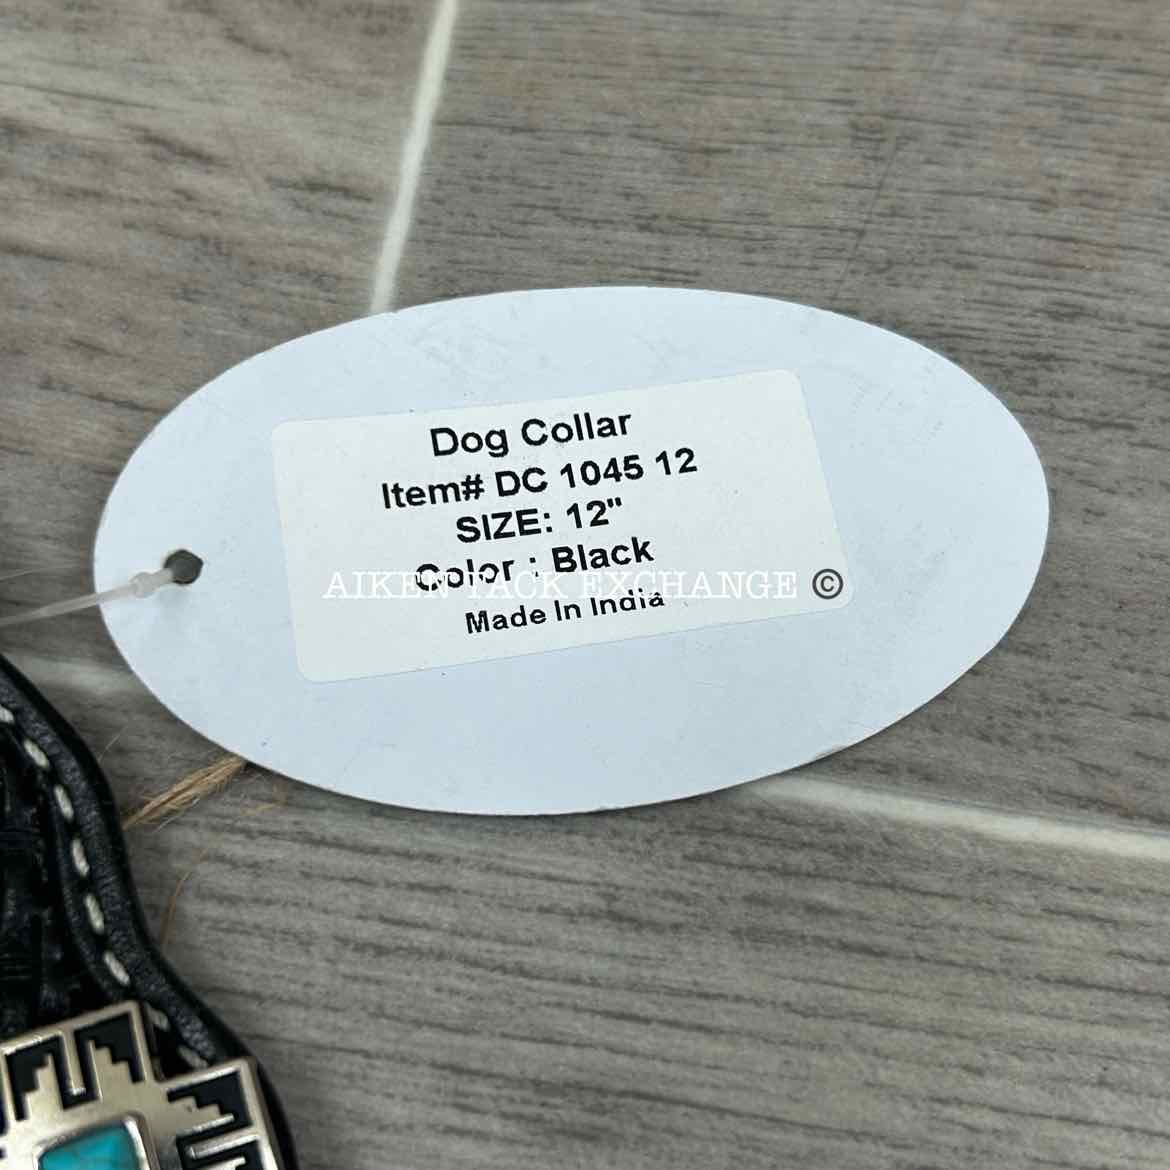 Dog Collar
Item# DC 1045 12
SIZE: 12"
Color : Black
AIKEN TACK EXCHANGE ©
Made In India